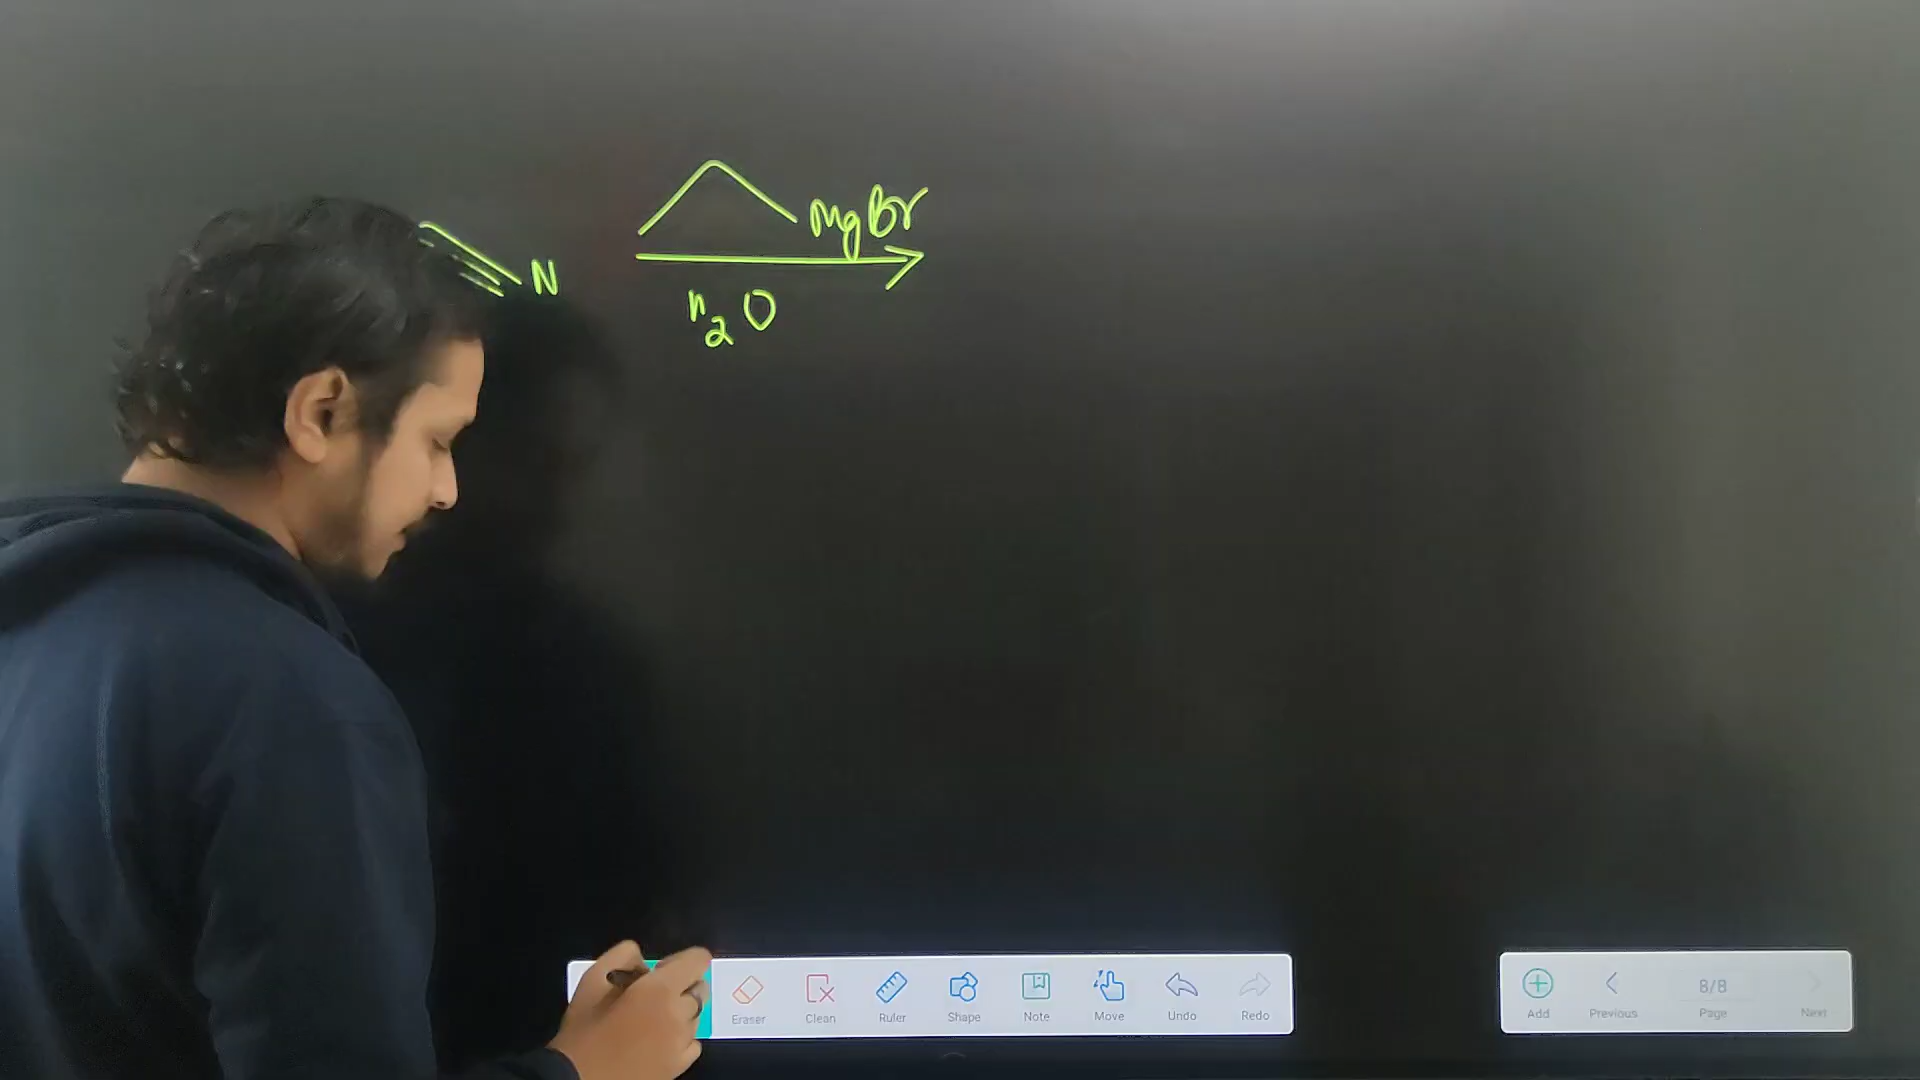 N
MgBr
H2O
Eraser Clean Ruler Shape Note Move Undo Redo
Add Previous 8/8 Page Next